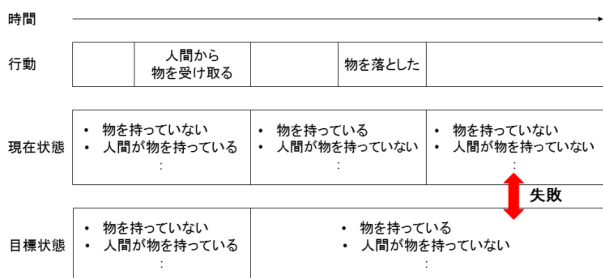 時間
行動
人間から
物を受け取る
物を落とした
現在状態
• 物を持っていない
• 人間が物を持っている
:
• 物を持っている
• 人間が物を持っていない
:
• 物を持っていない
• 人間が物を持っていない
:
失敗
目標状態
• 物を持っていない
• 人間が物を持っている
:
• 物を持っている
• 人間が物を持っていない
: